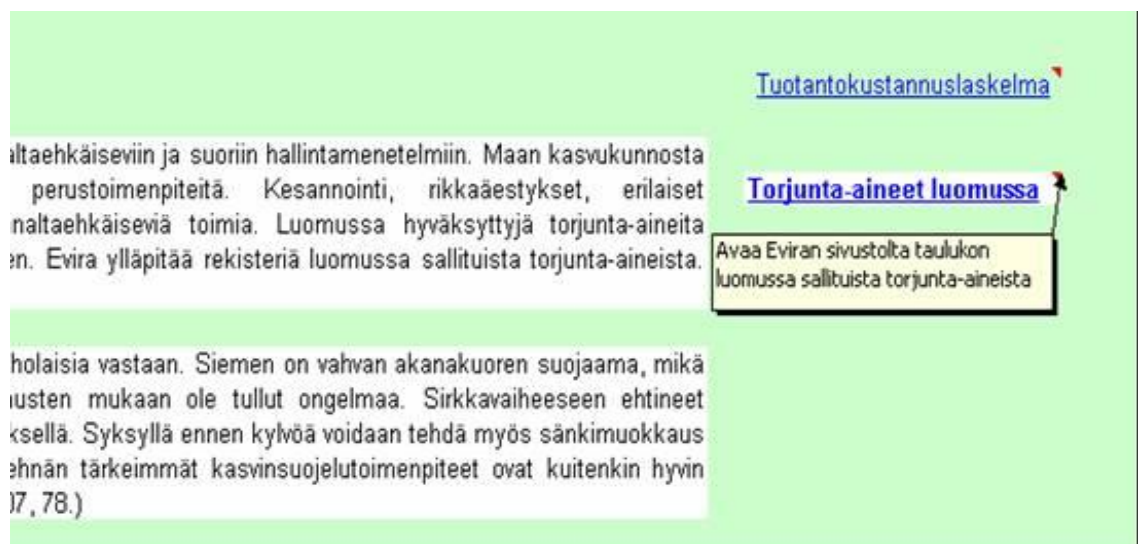 Tuotantokustannuslaskelma
altaehkäiseviin ja suoriin hallintamenetelmiin. Maan kasvukunnosta
perustoimenpiteitä. Kesannointi, rikkaäestykset, erilaiset
naltaehkäiseviä toimia. Luomussa hyväksyttyjä torjunta-aineita
en. Evira ylläpitää rekisteriä luomussa sallituista torjunta-aineista.
Torjunta-aineet luomussa
Avaa Eviran sivustolta taulukon
luomussa sallituista torjunta-aineista
holaisia vastaan. Siemen on vahvan akanakuoren suojaama, mikä
usten mukaan ole tullut ongelmaa. Sirkkavaiheeseen ehtineet
ksellä. Syksyllä ennen kylvöä voidaan tehdä myös sänkimuokkaus
ehnän tärkeimmät kasvinsuojelutoimenpiteet ovat kuitenkin hyvin
07, 78.)